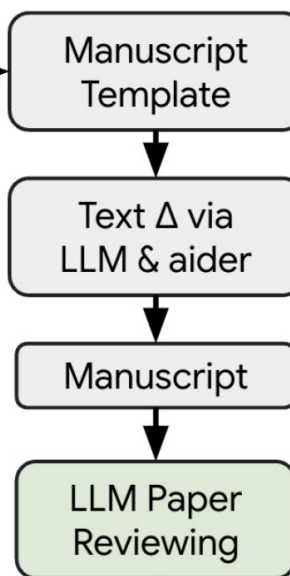 Manuscript
Template
Text Δ via
LLM & aider
Manuscript
LLM Paper
Reviewing